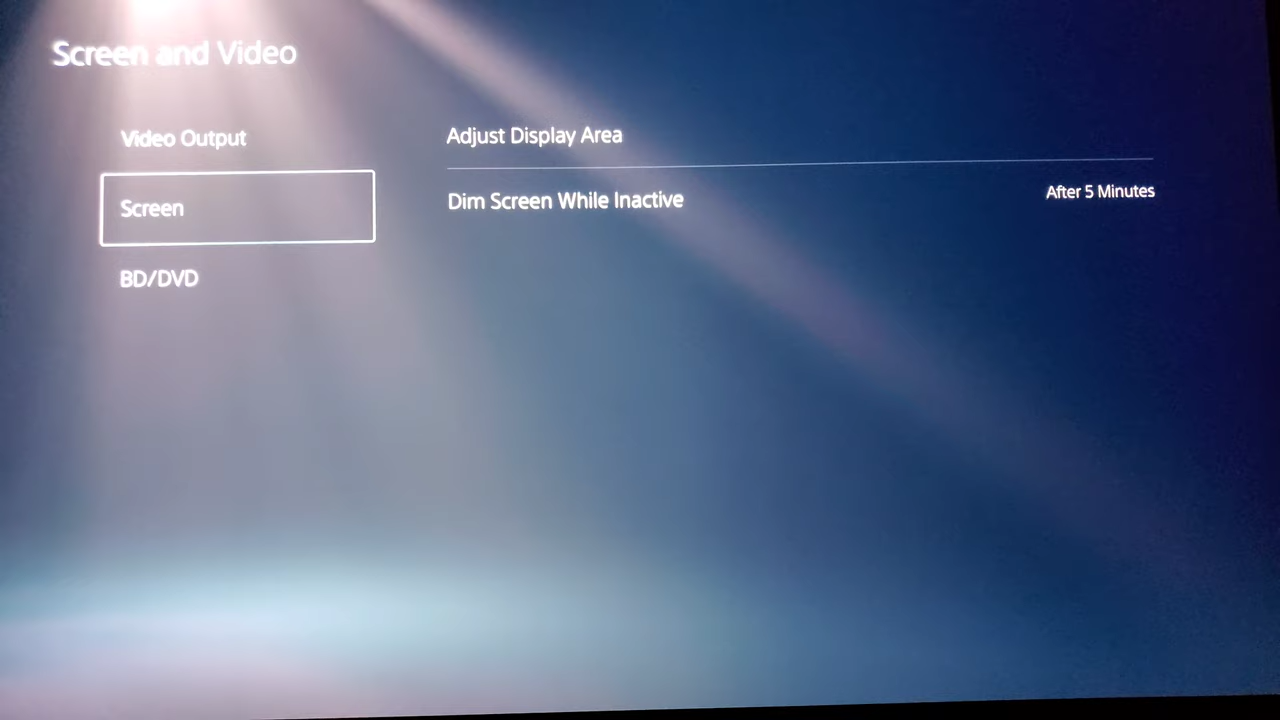 Screen and Video
Video Output
Screen
BD/DVD
Adjust Display Area
Dim Screen While Inactive
After 5 Minutes